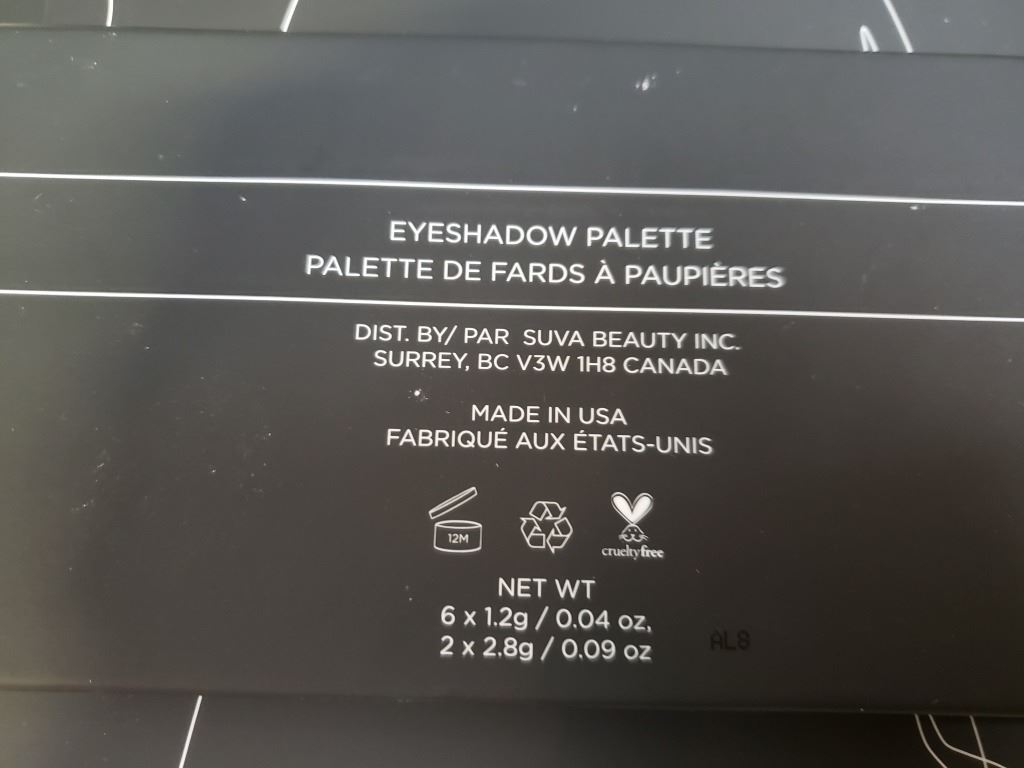 EYESHADOW PALETTE
PALETTE DE FARDS À PAUPIÈRES
DIST. BY/ PAR SUVA BEAUTY INC.
SURREY, BC V3W 1H8 CANADA
MADE IN USA
FABRIQUÉ AUX ÉTATS-UNIS
12M
crueltyfree
NET WT
6 x 1.2g / 0.04 oz,
2 x 2.8g / 0.09 oz
AL8